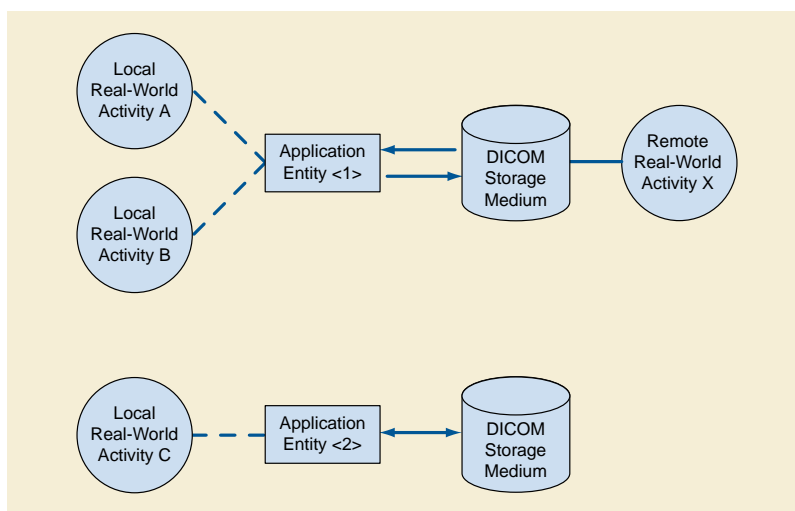 Local
Real-World
Activity A
Application
Entity <1>
DICOM
Storage
Medium
Remote
Real-World
Activity X
Local
Real-World
Activity B
Local
Real-World
Activity C
Application
Entity <2>
DICOM
Storage
Medium